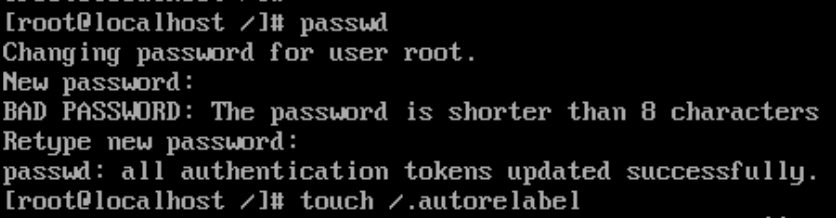 [root@localhost /]# passwd
Changing password for user root.
New password:
BAD PASSWORD: The password is shorter than 8 characters
Retype new password:
passwd: all authentication tokens updated successfully.
[root@localhost /]# touch /.autorelabel